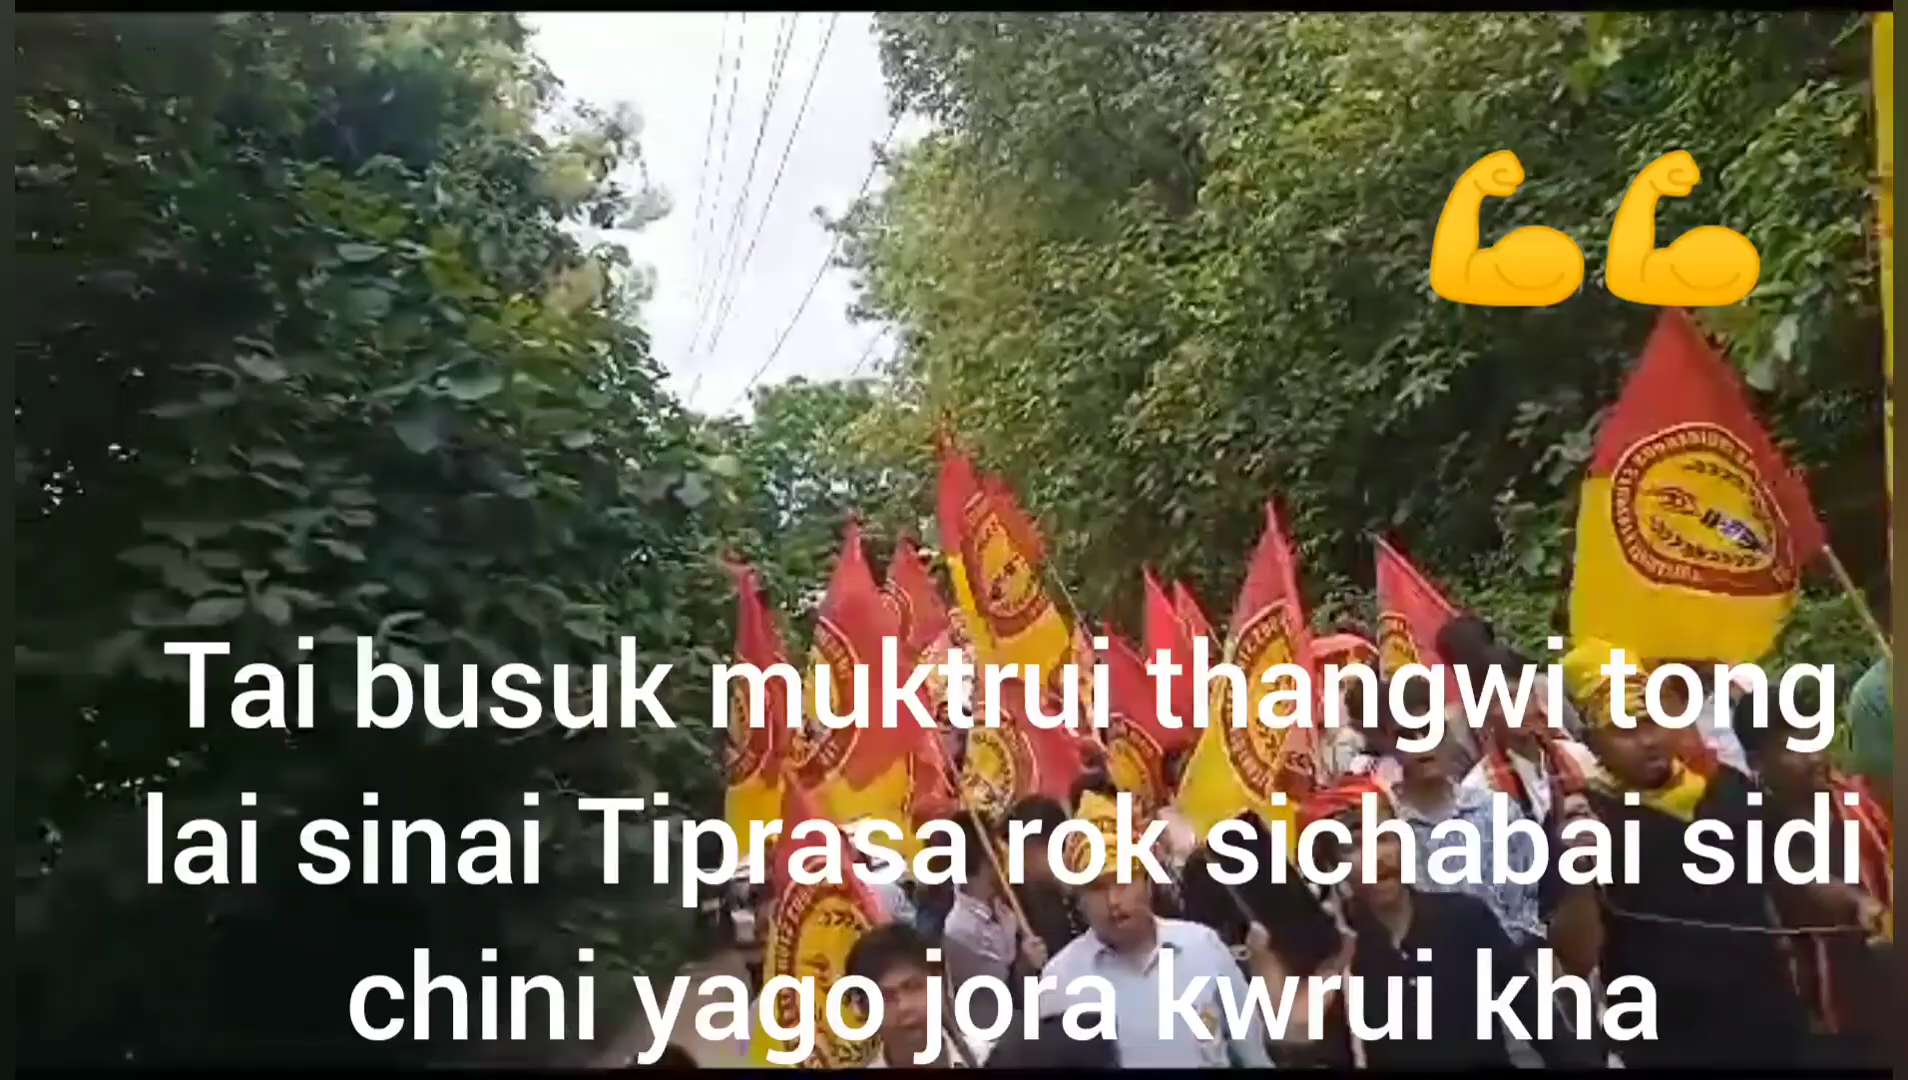 Tai busuk muktrui thangwi tong
lai sinai Tiprasa rok sichabai sidi
chini yago jora kwrui kha